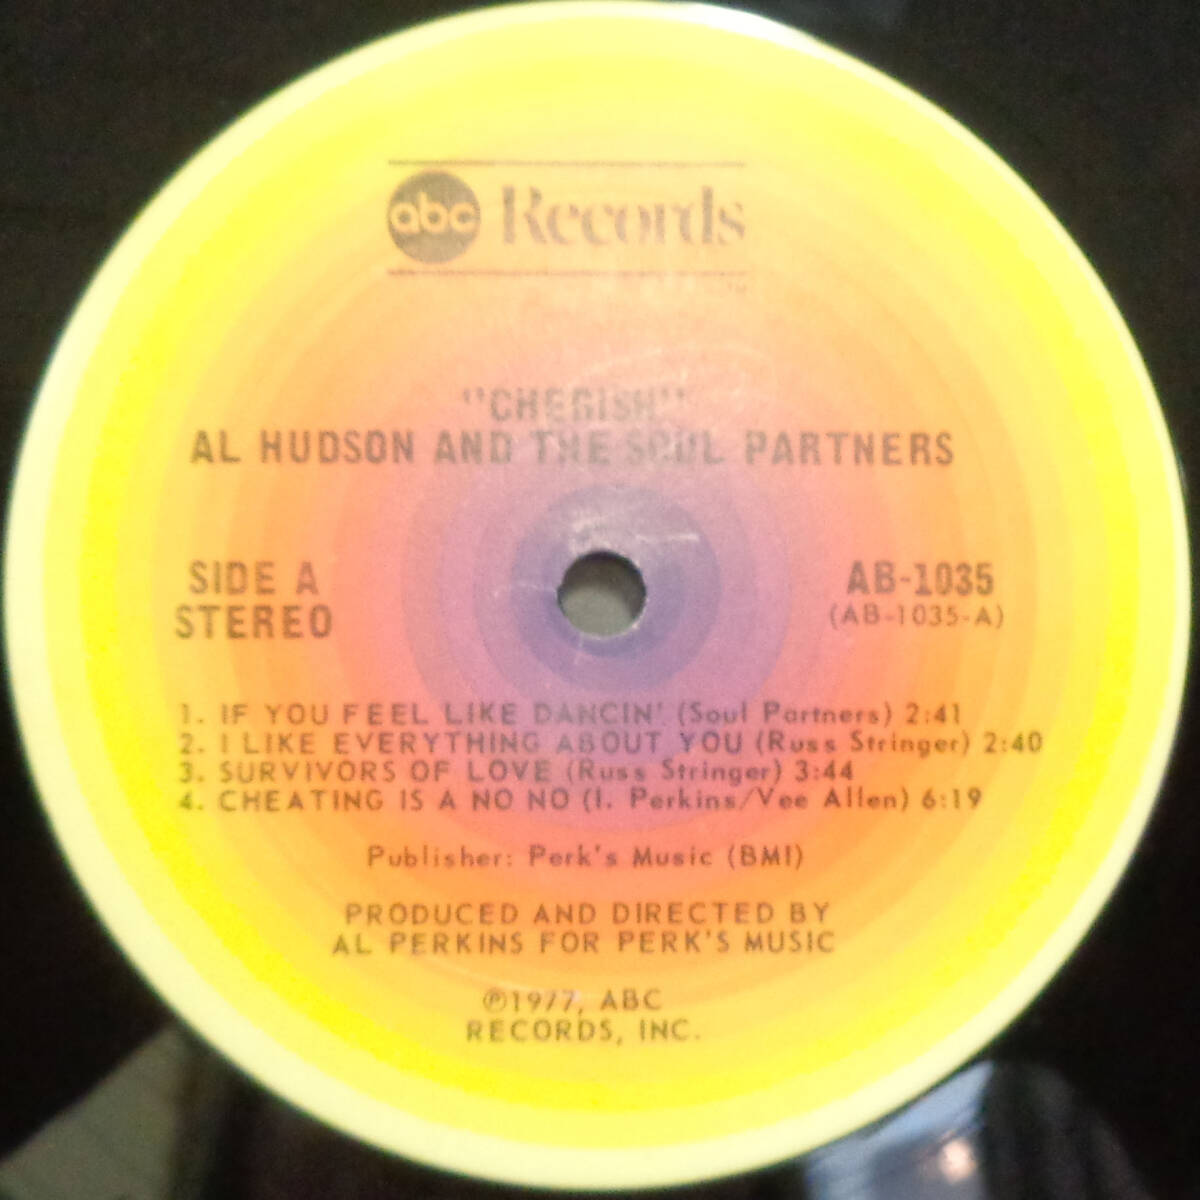 abc Records
TM
"CHERISH"
AL HUDSON AND THE SOUL PARTNERS
SIDE A
STEREO
AB-1035
(AB-1035-A)
1. IF YOU FEEL LIKE DANCIN' (Soul Partners) 2:41
2. I LIKE EVERYTHING ABOUT YOU (Russ Stringer) 2:40
3. SURVIVORS OF LOVE (Russ Stringer) 3:44
4. CHEATING IS A NO NO (I. Perkins/Vee Allen) 6:19
Publisher: Perk's Music (BMI)
PRODUCED AND DIRECTED BY
AL PERKINS FOR PERK'S MUSIC
℗1977, ABC
RECORDS, INC.